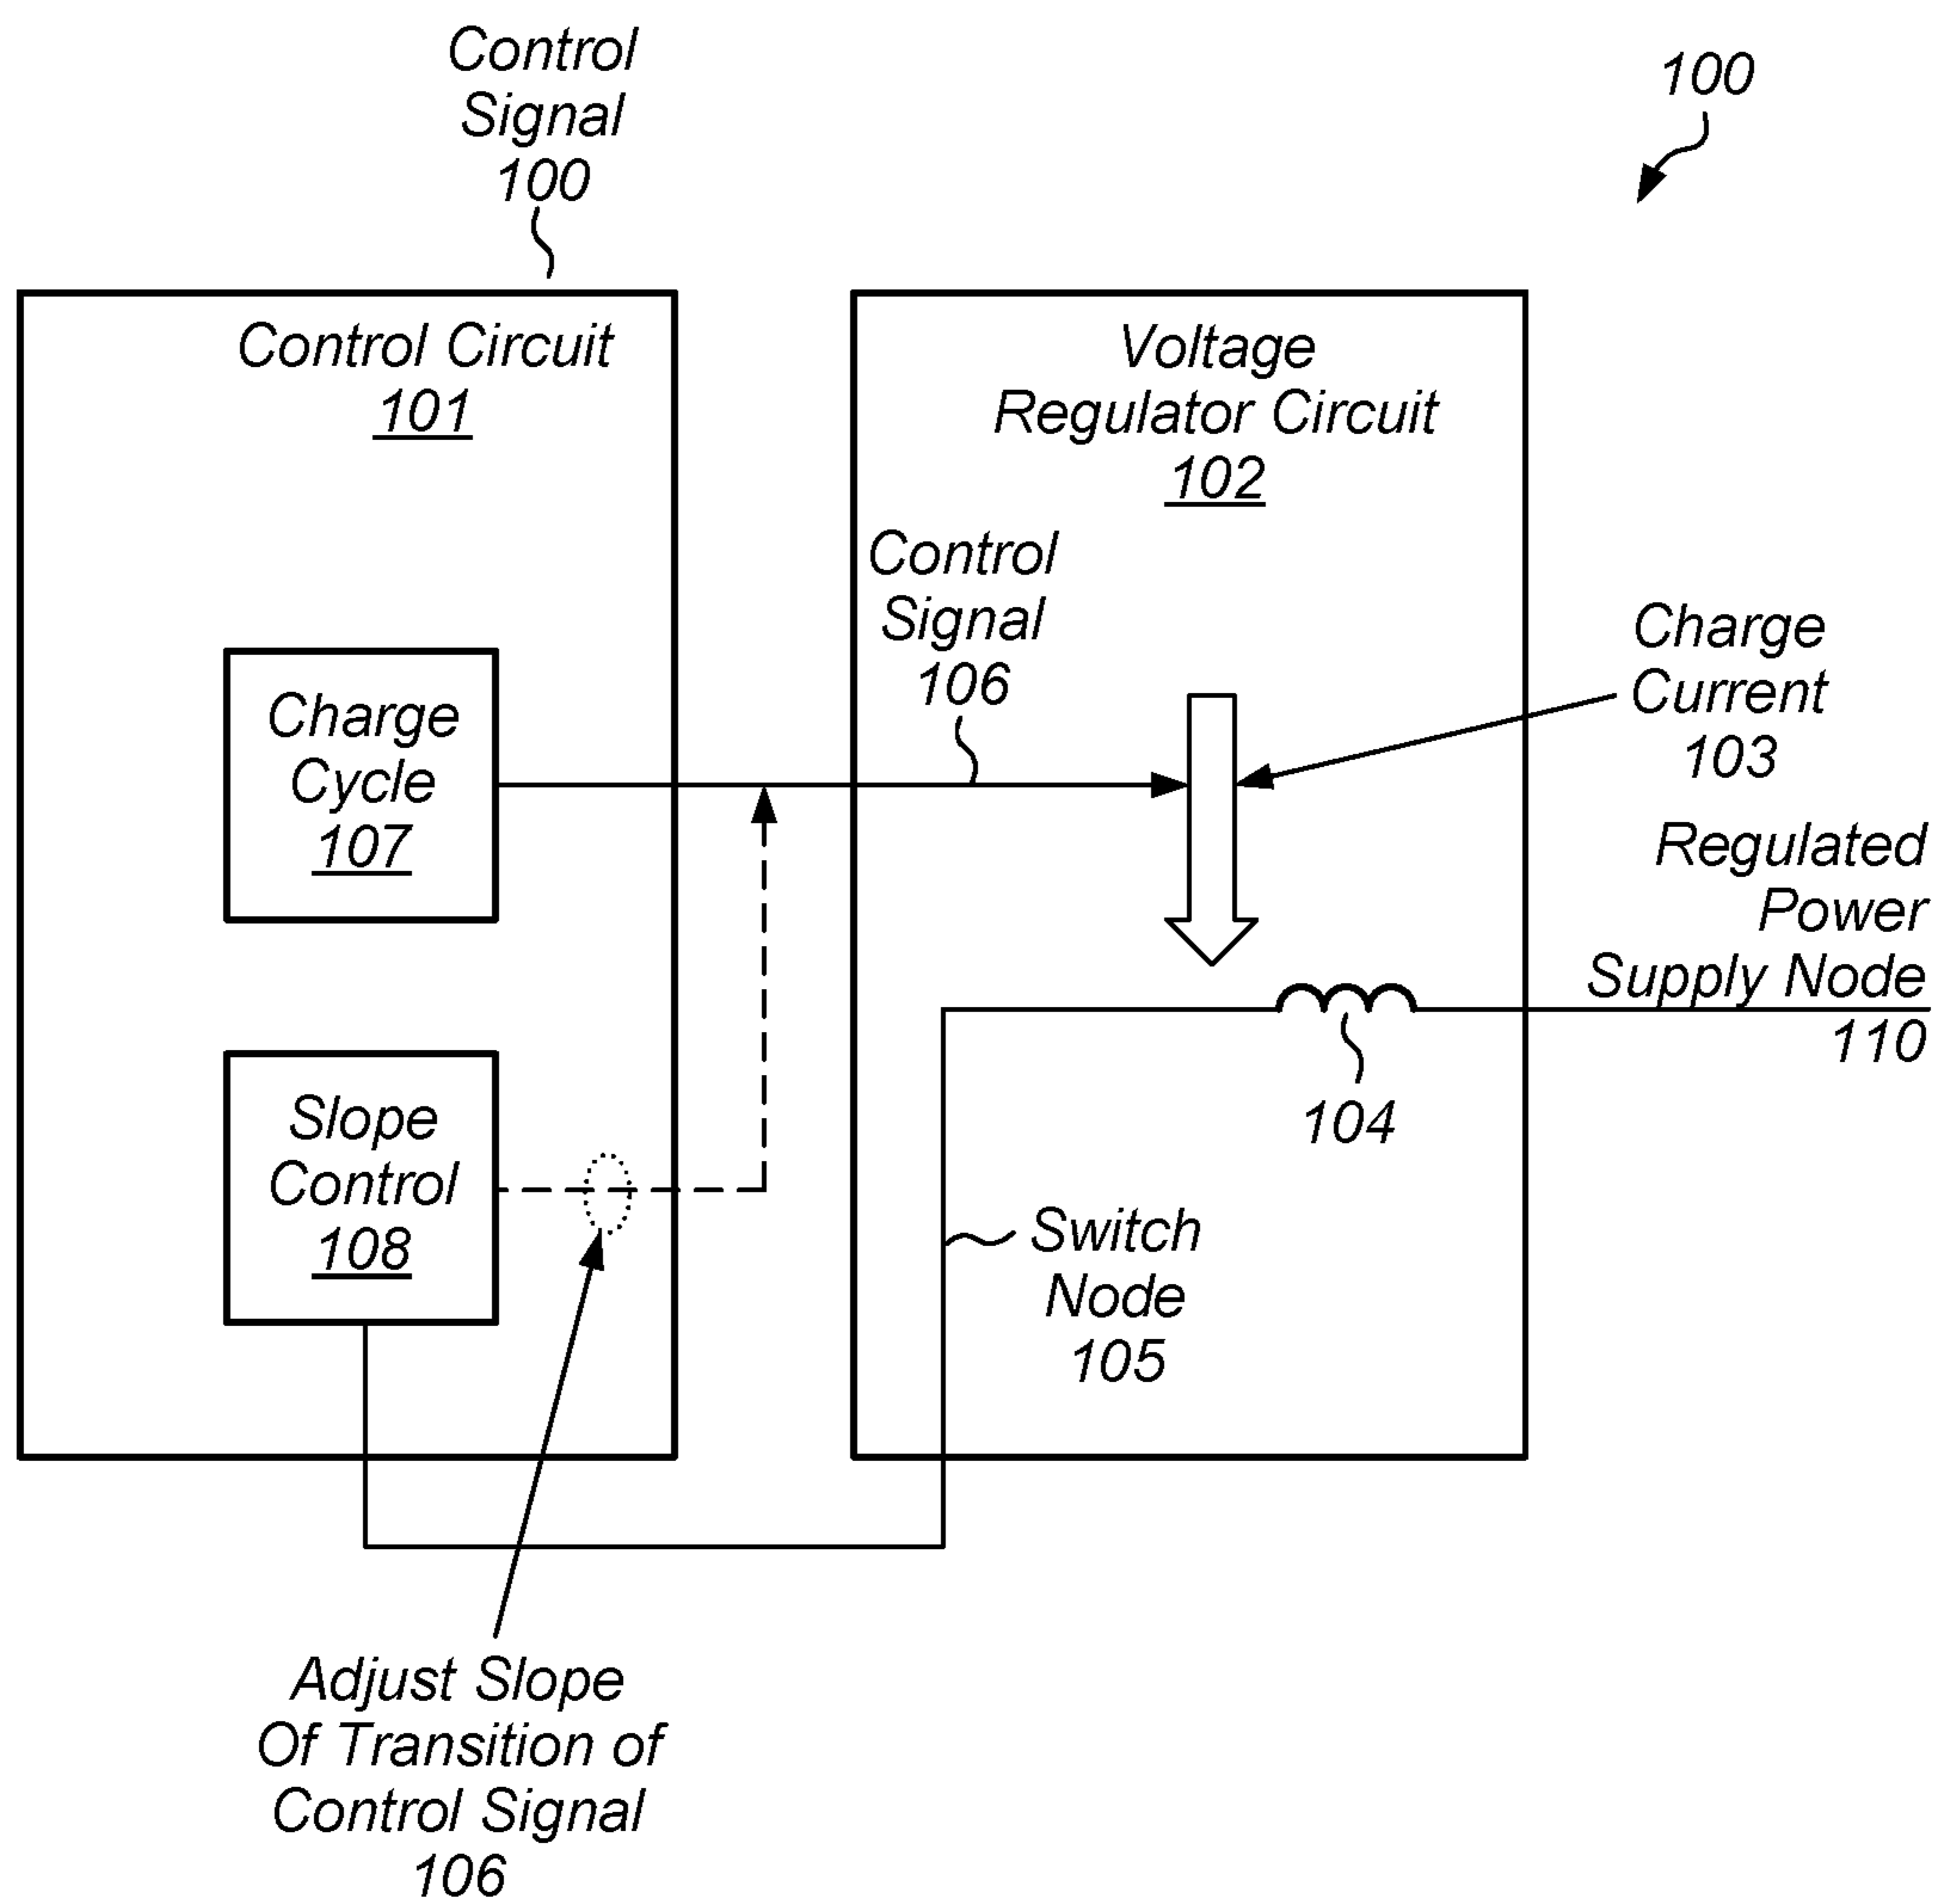 Control
Signal
100
100
Control Circuit
101
Voltage
Regulator Circuit
102
Control
Signal
106
Charge
Current
103
Charge
Cycle
107
Regulated
Power
Supply Node
110
104
Slope
Control
108
Switch
Node
105
Adjust Slope
Of Transition of
Control Signal
106